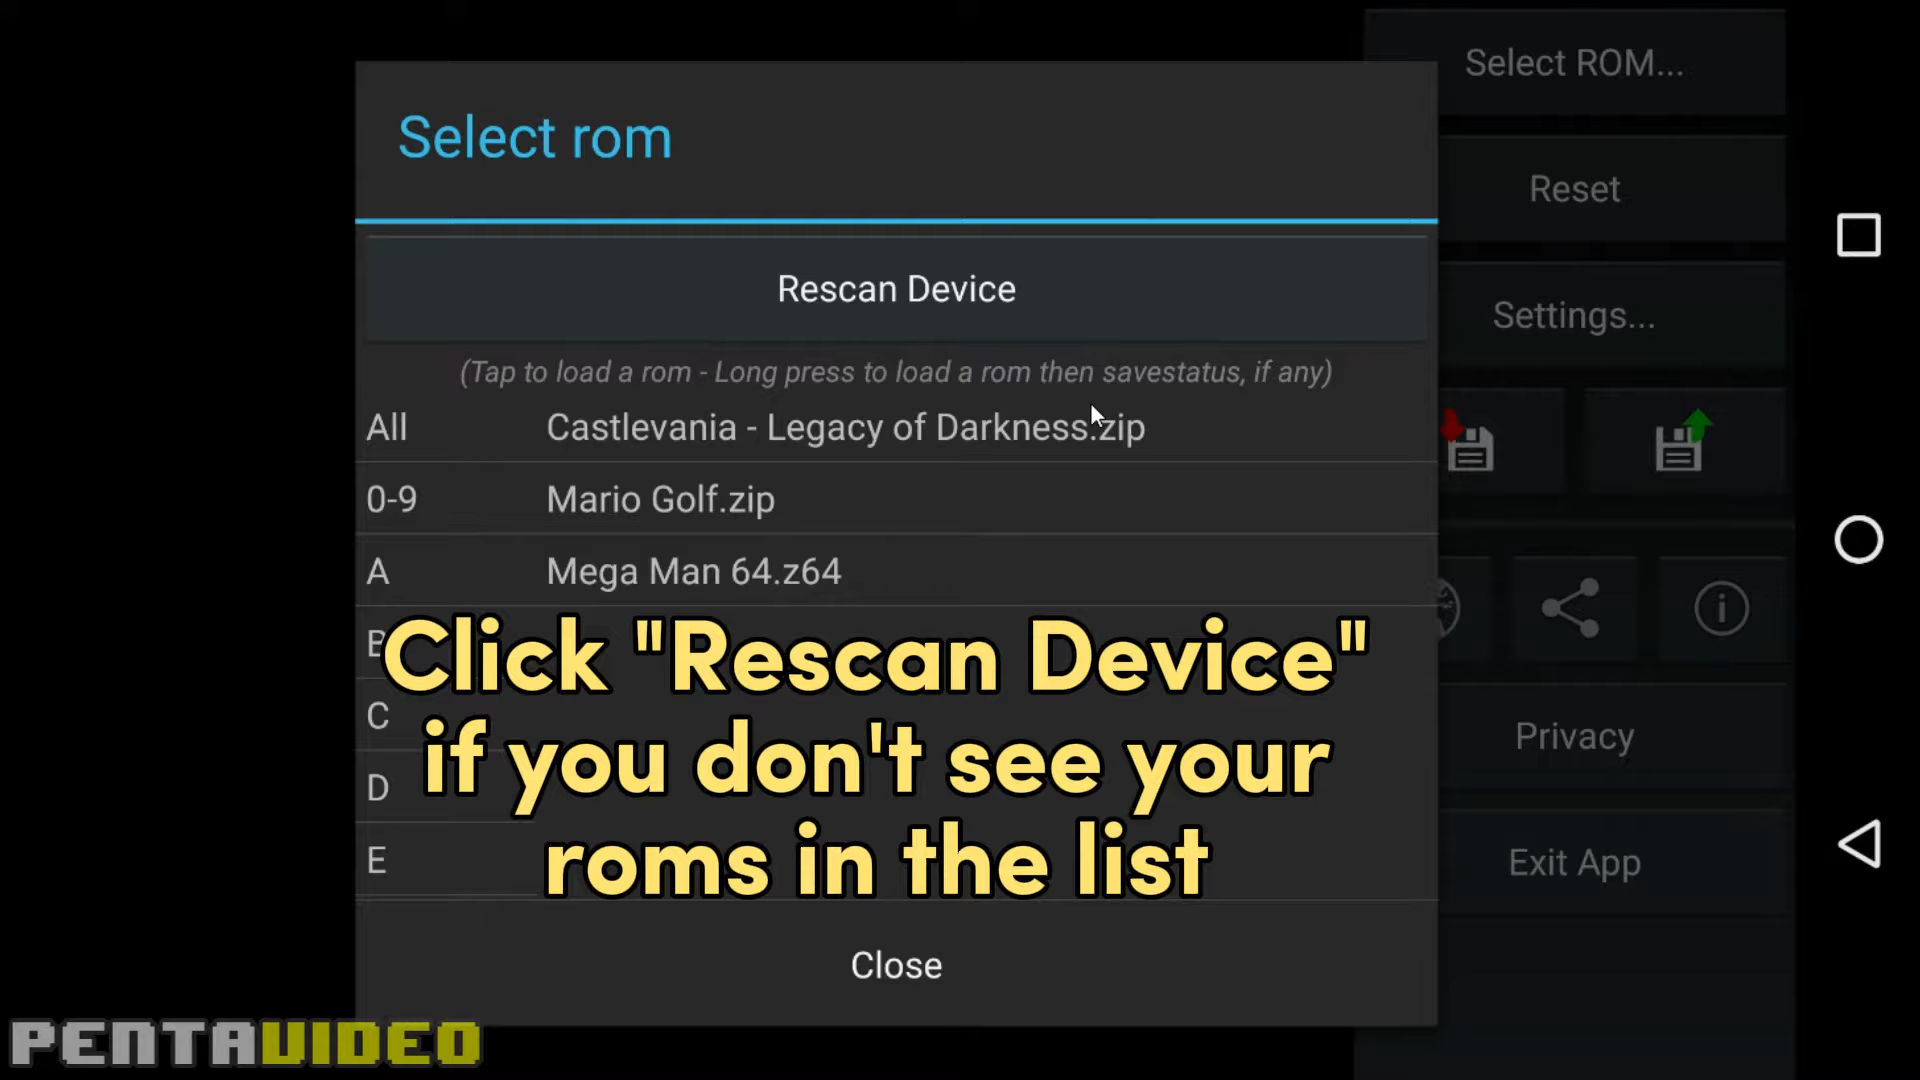 Select ROM...
Select rom
Reset
Rescan Device
Settings...
(Tap to load a rom - Long press to load a rom then savestatus, if any)
All
Castlevania - Legacy of Darkness.zip
0-9
Mario Golf.zip
A
Mega Man 64.z64
B
Click "Rescan Device"
C
if you don't see your
Privacy
D
E
roms in the list
Exit App
Close
PENTAVIDEO